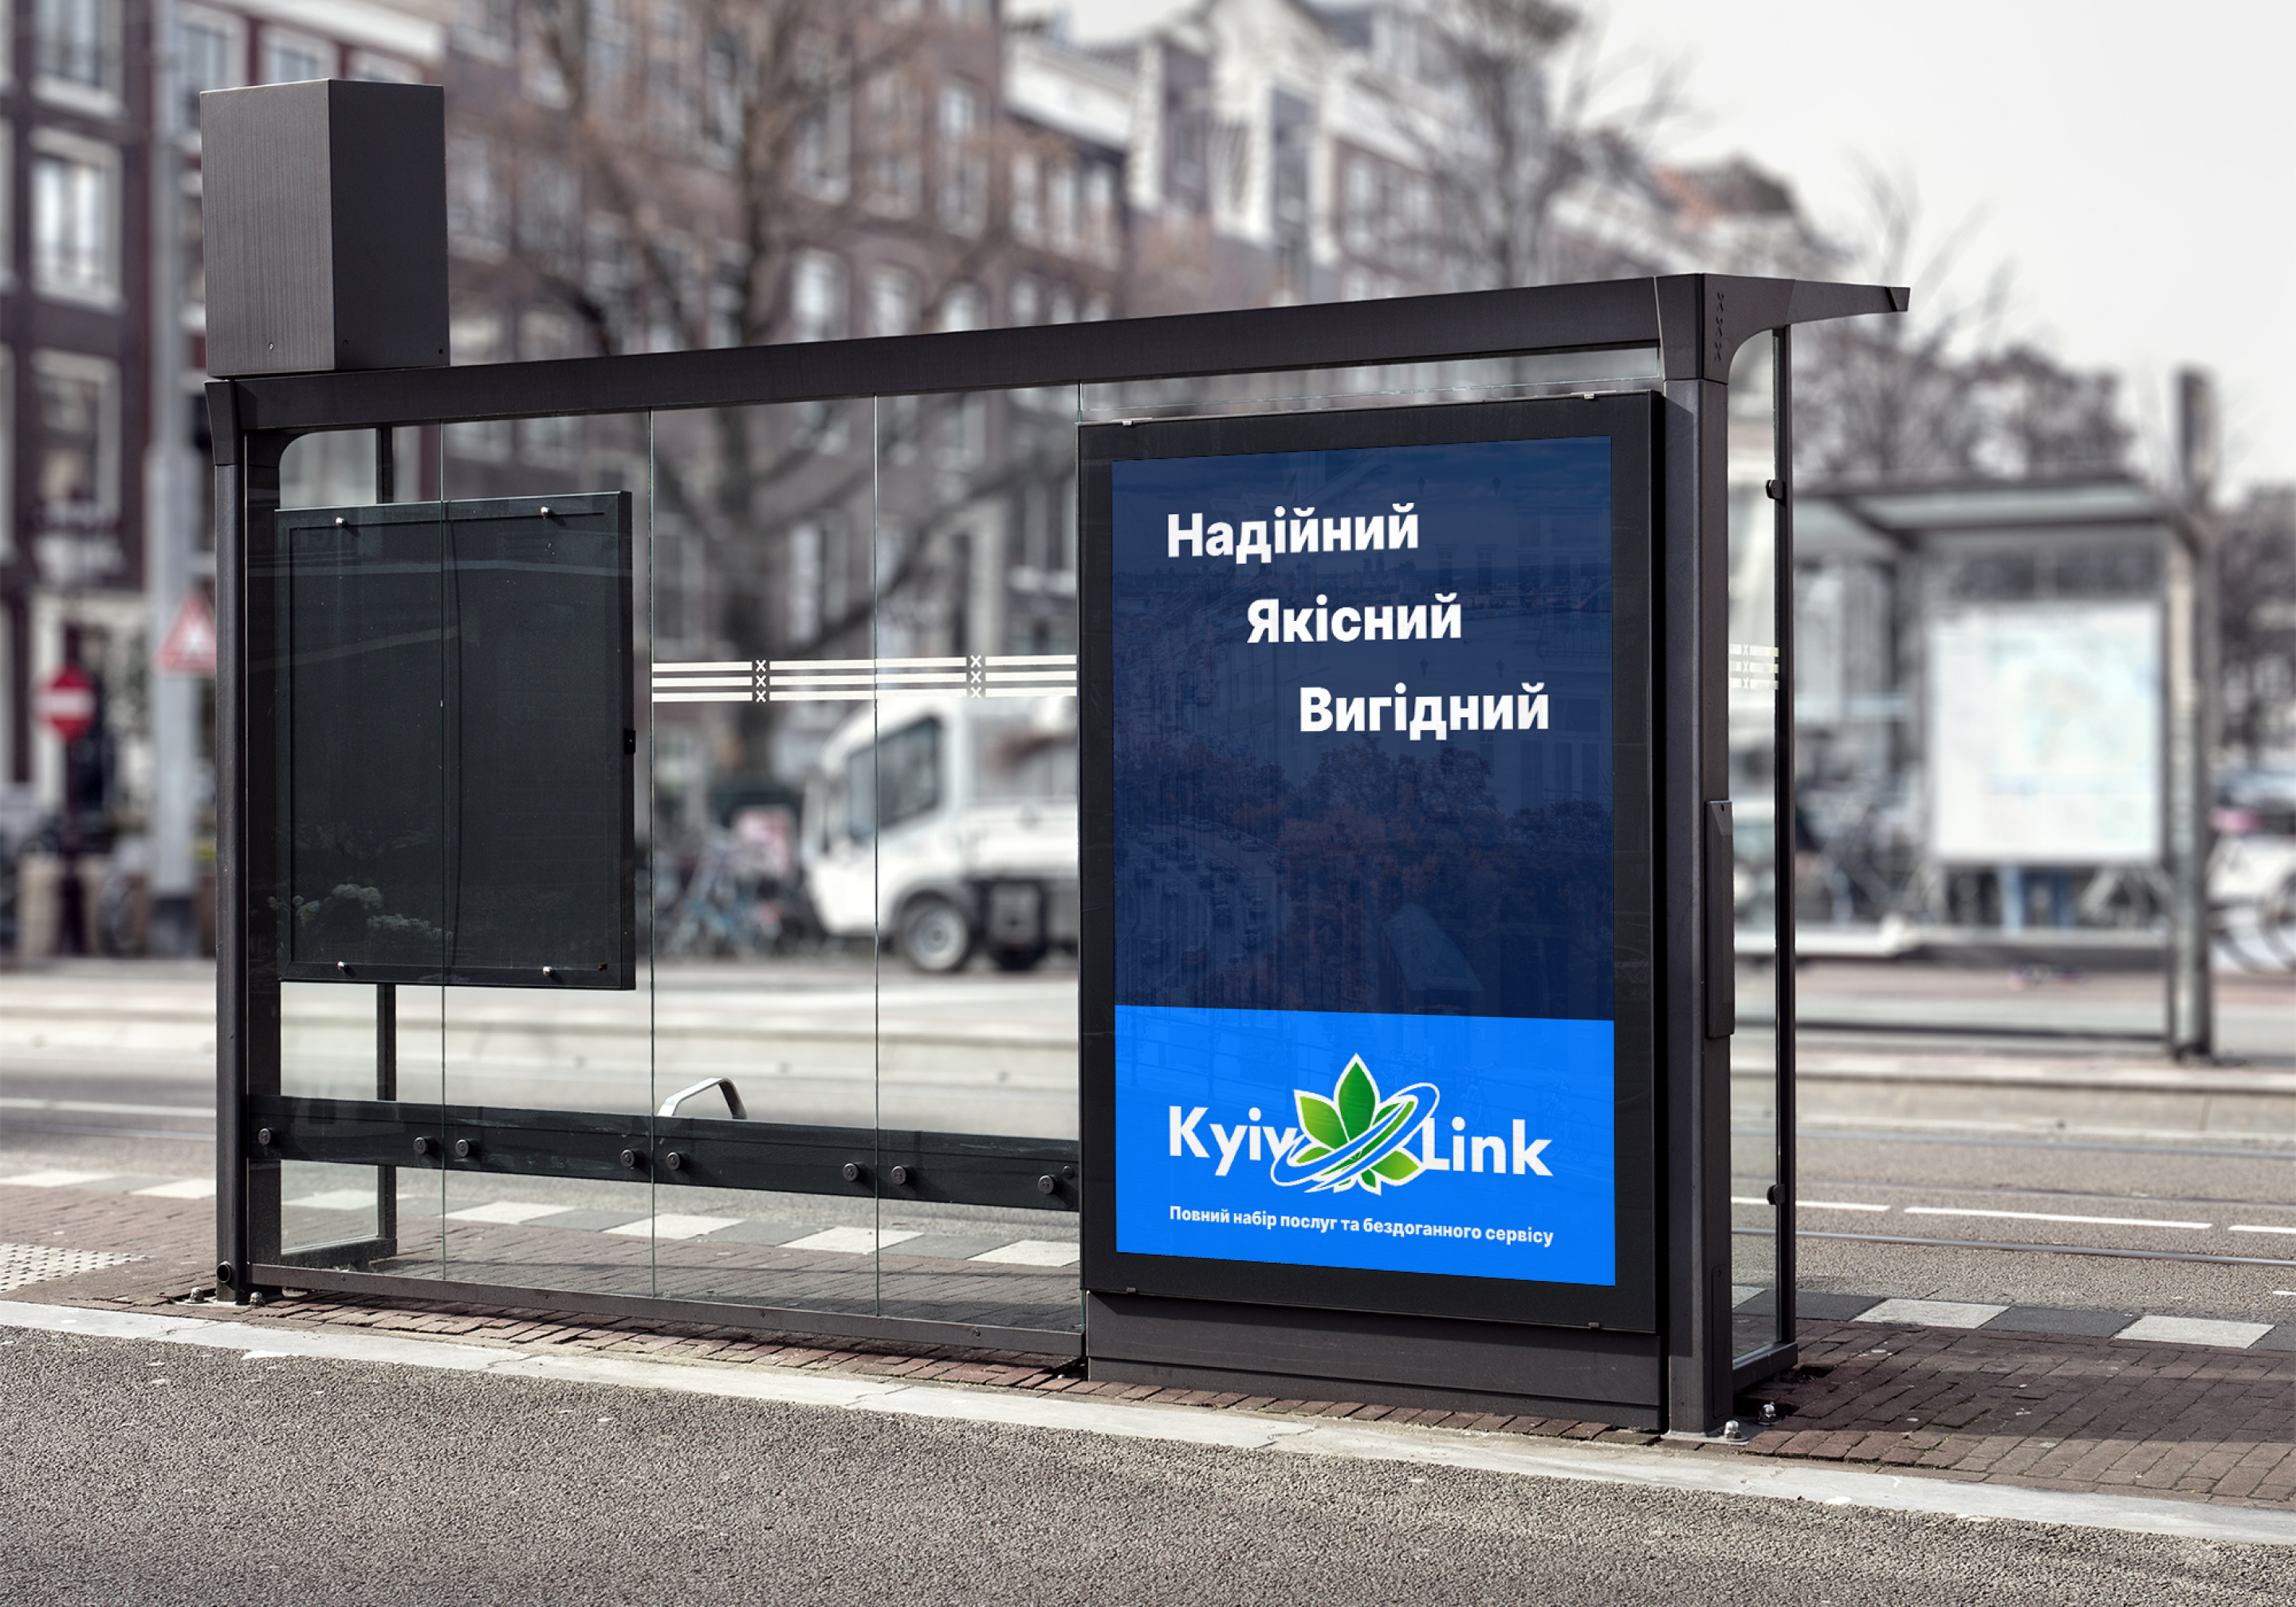 Надійний
Якісний
Вигідний
Kyiv Link
Повний набір послуг та бездоганного сервісу